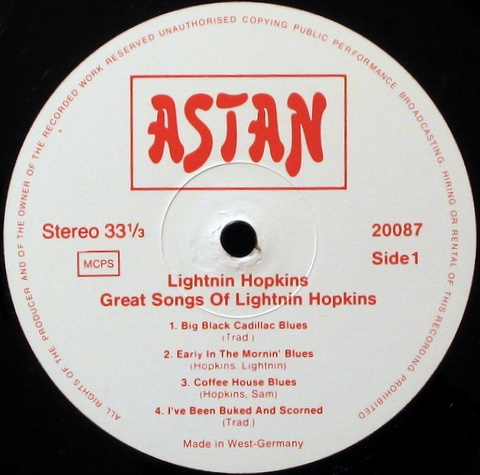 ALL RIGHTS OF THE PRODUCER AND OF THE OWNER OF THE RECORDED WORK RESERVED UNAUTHORISED COPYING PUBLIC PERFORMANCE BROADCASTING. HIRING OR RENTAL OF THIS RECORDING PROHIBITED
ASTAN
Stereo 33 1/3
20087
MCPS
Side 1
Lightnin Hopkins
Great Songs Of Lightnin Hopkins
1. Big Black Cadillac Blues
(Trad.)
2. Early In The Mornin' Blues
(Hopkins, Lightnin)
3. Coffee House Blues
(Hopkins, Sam)
4. I've Been Buked And Scorned
(Trad.)
Made in West-Germany